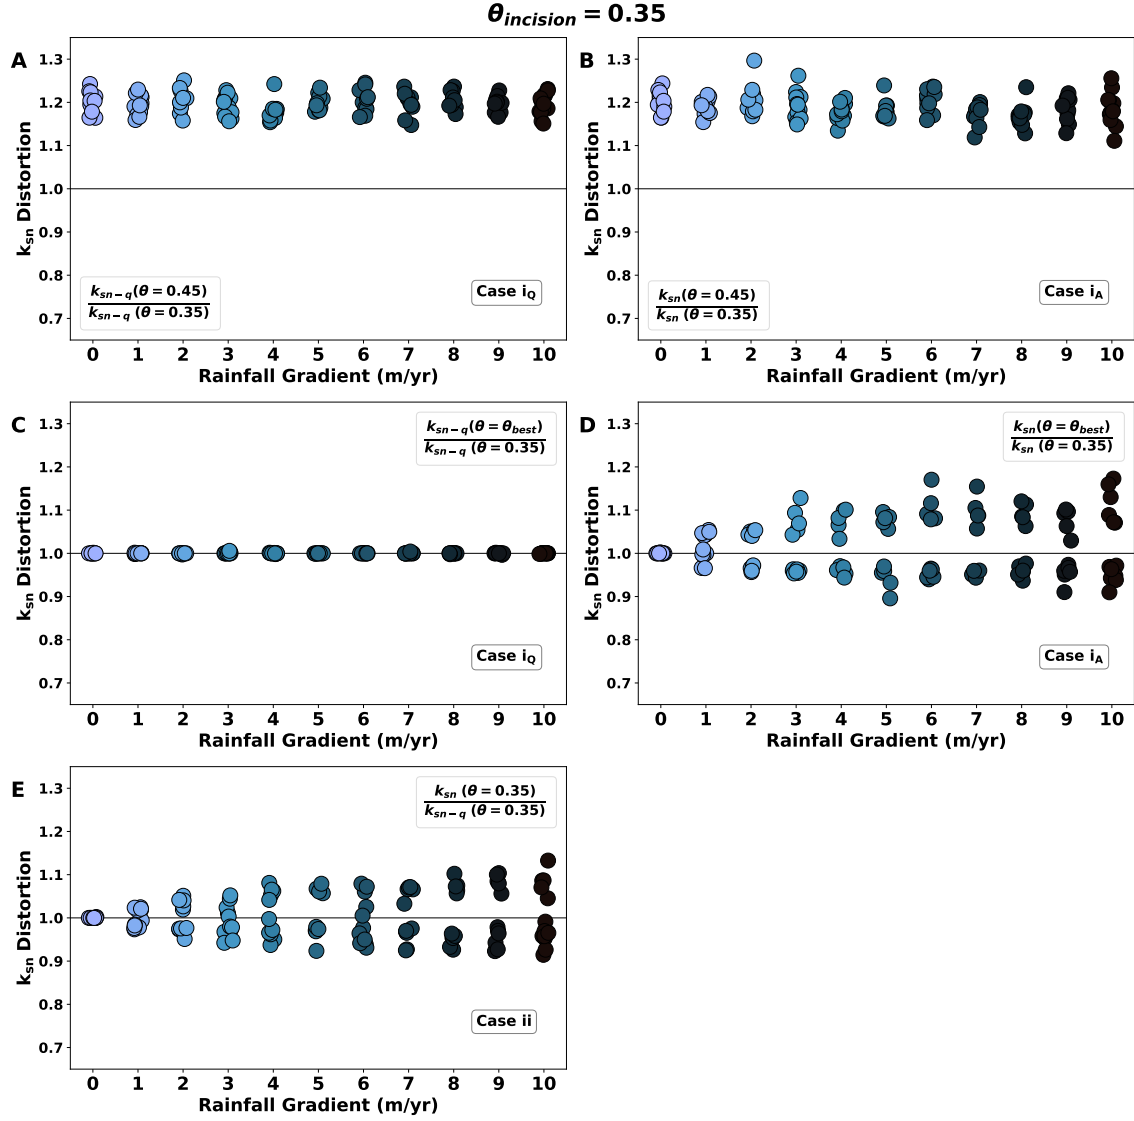 θincision = 0.35
A
1.3
1.2
1.1
1.0
0.9
0.8
0.7
ksn Distortion
ksn−q(θ = 0.45)
ksn−q (θ = 0.35)
Case iQ
0 1 2 3 4 5 6 7 8 9 10
Rainfall Gradient (m/yr)
B
1.3
1.2
1.1
1.0
0.9
0.8
0.7
ksn Distortion
ksn(θ = 0.45)
ksn (θ = 0.35)
Case iA
0 1 2 3 4 5 6 7 8 9 10
Rainfall Gradient (m/yr)
C
1.3
1.2
1.1
1.0
0.9
0.8
0.7
ksn Distortion
ksn−q(θ = θbest)
ksn−q (θ = 0.35)
Case iQ
0 1 2 3 4 5 6 7 8 9 10
Rainfall Gradient (m/yr)
D
1.3
1.2
1.1
1.0
0.9
0.8
0.7
ksn Distortion
ksn(θ = θbest)
ksn (θ = 0.35)
Case iA
0 1 2 3 4 5 6 7 8 9 10
Rainfall Gradient (m/yr)
E
1.3
1.2
1.1
1.0
0.9
0.8
0.7
ksn Distortion
ksn (θ = 0.35)
ksn−q (θ = 0.35)
Case ii
0 1 2 3 4 5 6 7 8 9 10
Rainfall Gradient (m/yr)